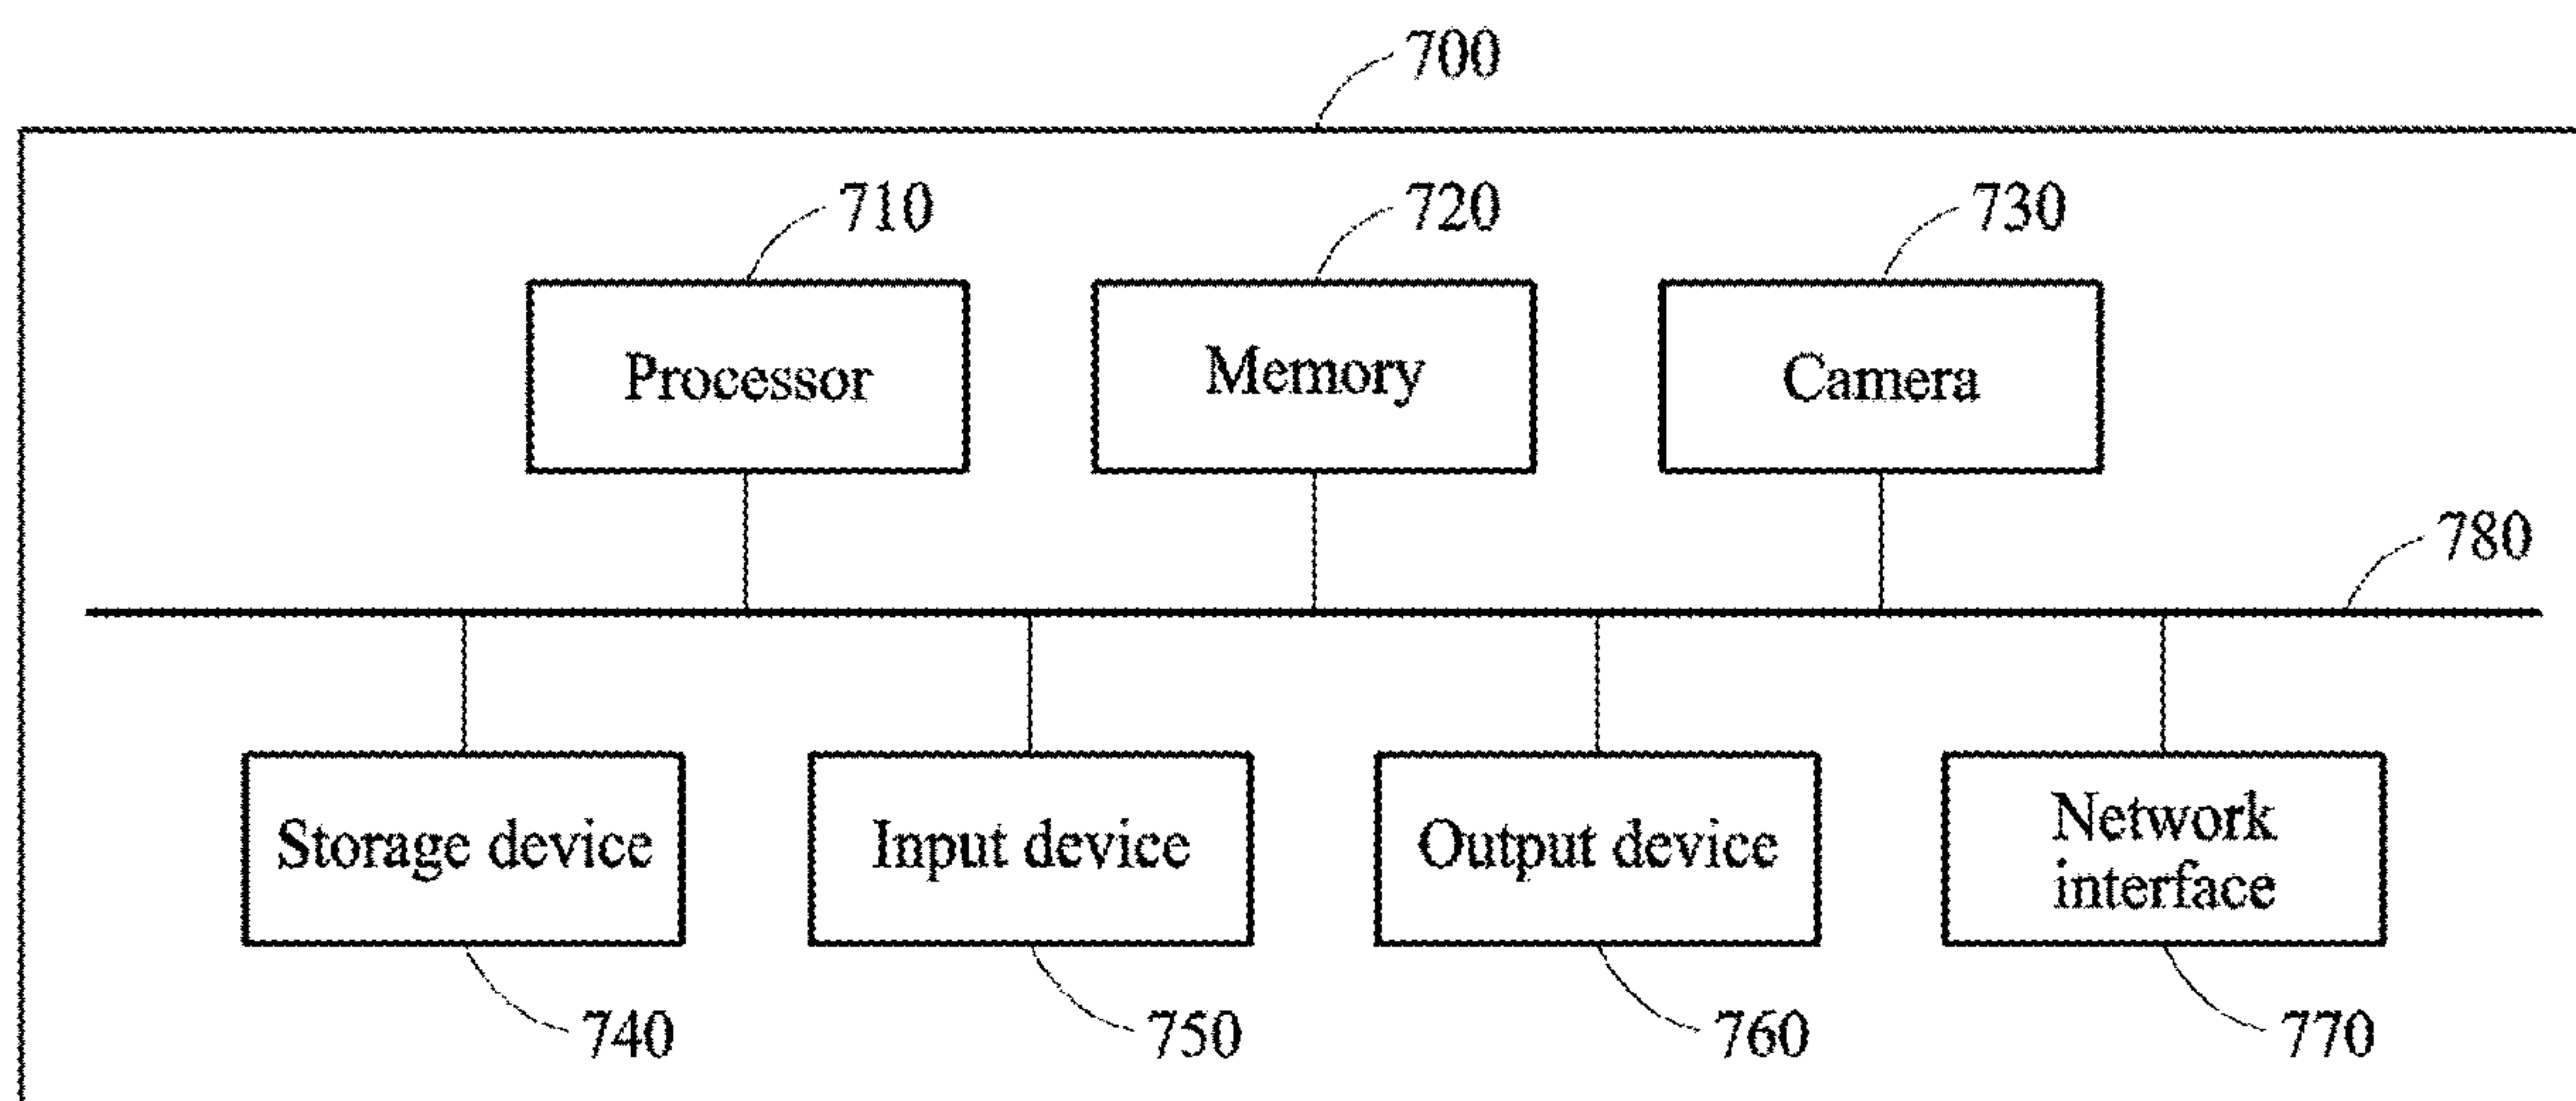 700
710
720
730
Processor
Memory
Camera
780
Storage device
Input device
Output device
Network
interface
740
750
760
770